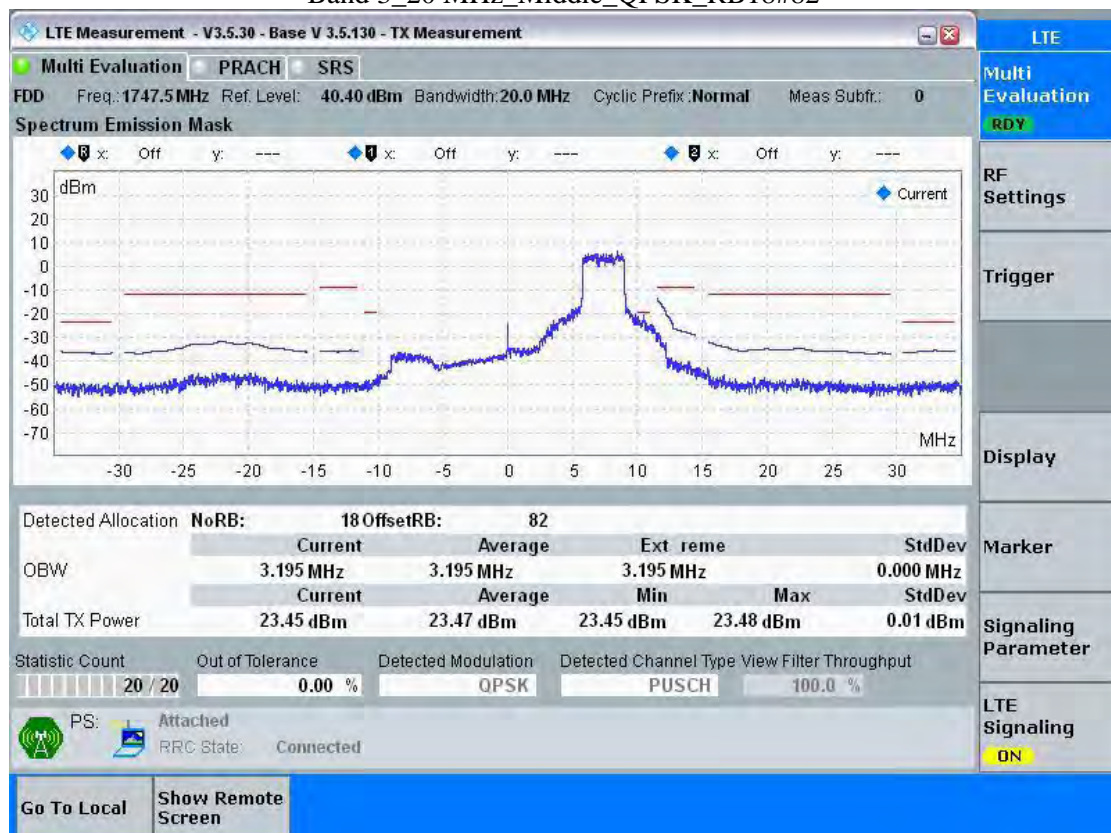 LTE Measurement - V3.5.30 - Base V 3.5.130 - TX Measurement
LTE
Multi Evaluation PRACH SRS
FDD Freq.: 1747.5 MHz Ref. Level: 40.40 dBm Bandwidth: 20.0 MHz Cyclic Prefix : Normal Meas Subfr.: 0
Spectrum Emission Mask
R x: Off y: --- 1 x: Off y: --- 2 x: Off y: ---
dBm
Current
30
20
10
0
-10
-20
-30
-40
-50
-60
-70
MHz
-30 -25 -20 -15 -10 -5 0 5 10 15 20 25 30
Detected Allocation NoRB: 18 OffsetRB: 82
Current Average Ext reme StdDev
OBW 3.195 MHz 3.195 MHz 3.195 MHz 0.000 MHz
Current Average Min Max StdDev
Total TX Power 23.45 dBm 23.47 dBm 23.45 dBm 23.48 dBm 0.01 dBm
Statistic Count Out of Tolerance Detected Modulation Detected Channel Type View Filter Throughput
20 / 20 0.00 % QPSK PUSCH 100.0 %
PS: Attached
RRC State: Connected
Multi
Evaluation
RDY
RF
Settings
Trigger
Display
Marker
Signaling
Parameter
LTE
Signaling
ON
Go To Local
Show Remote
Screen